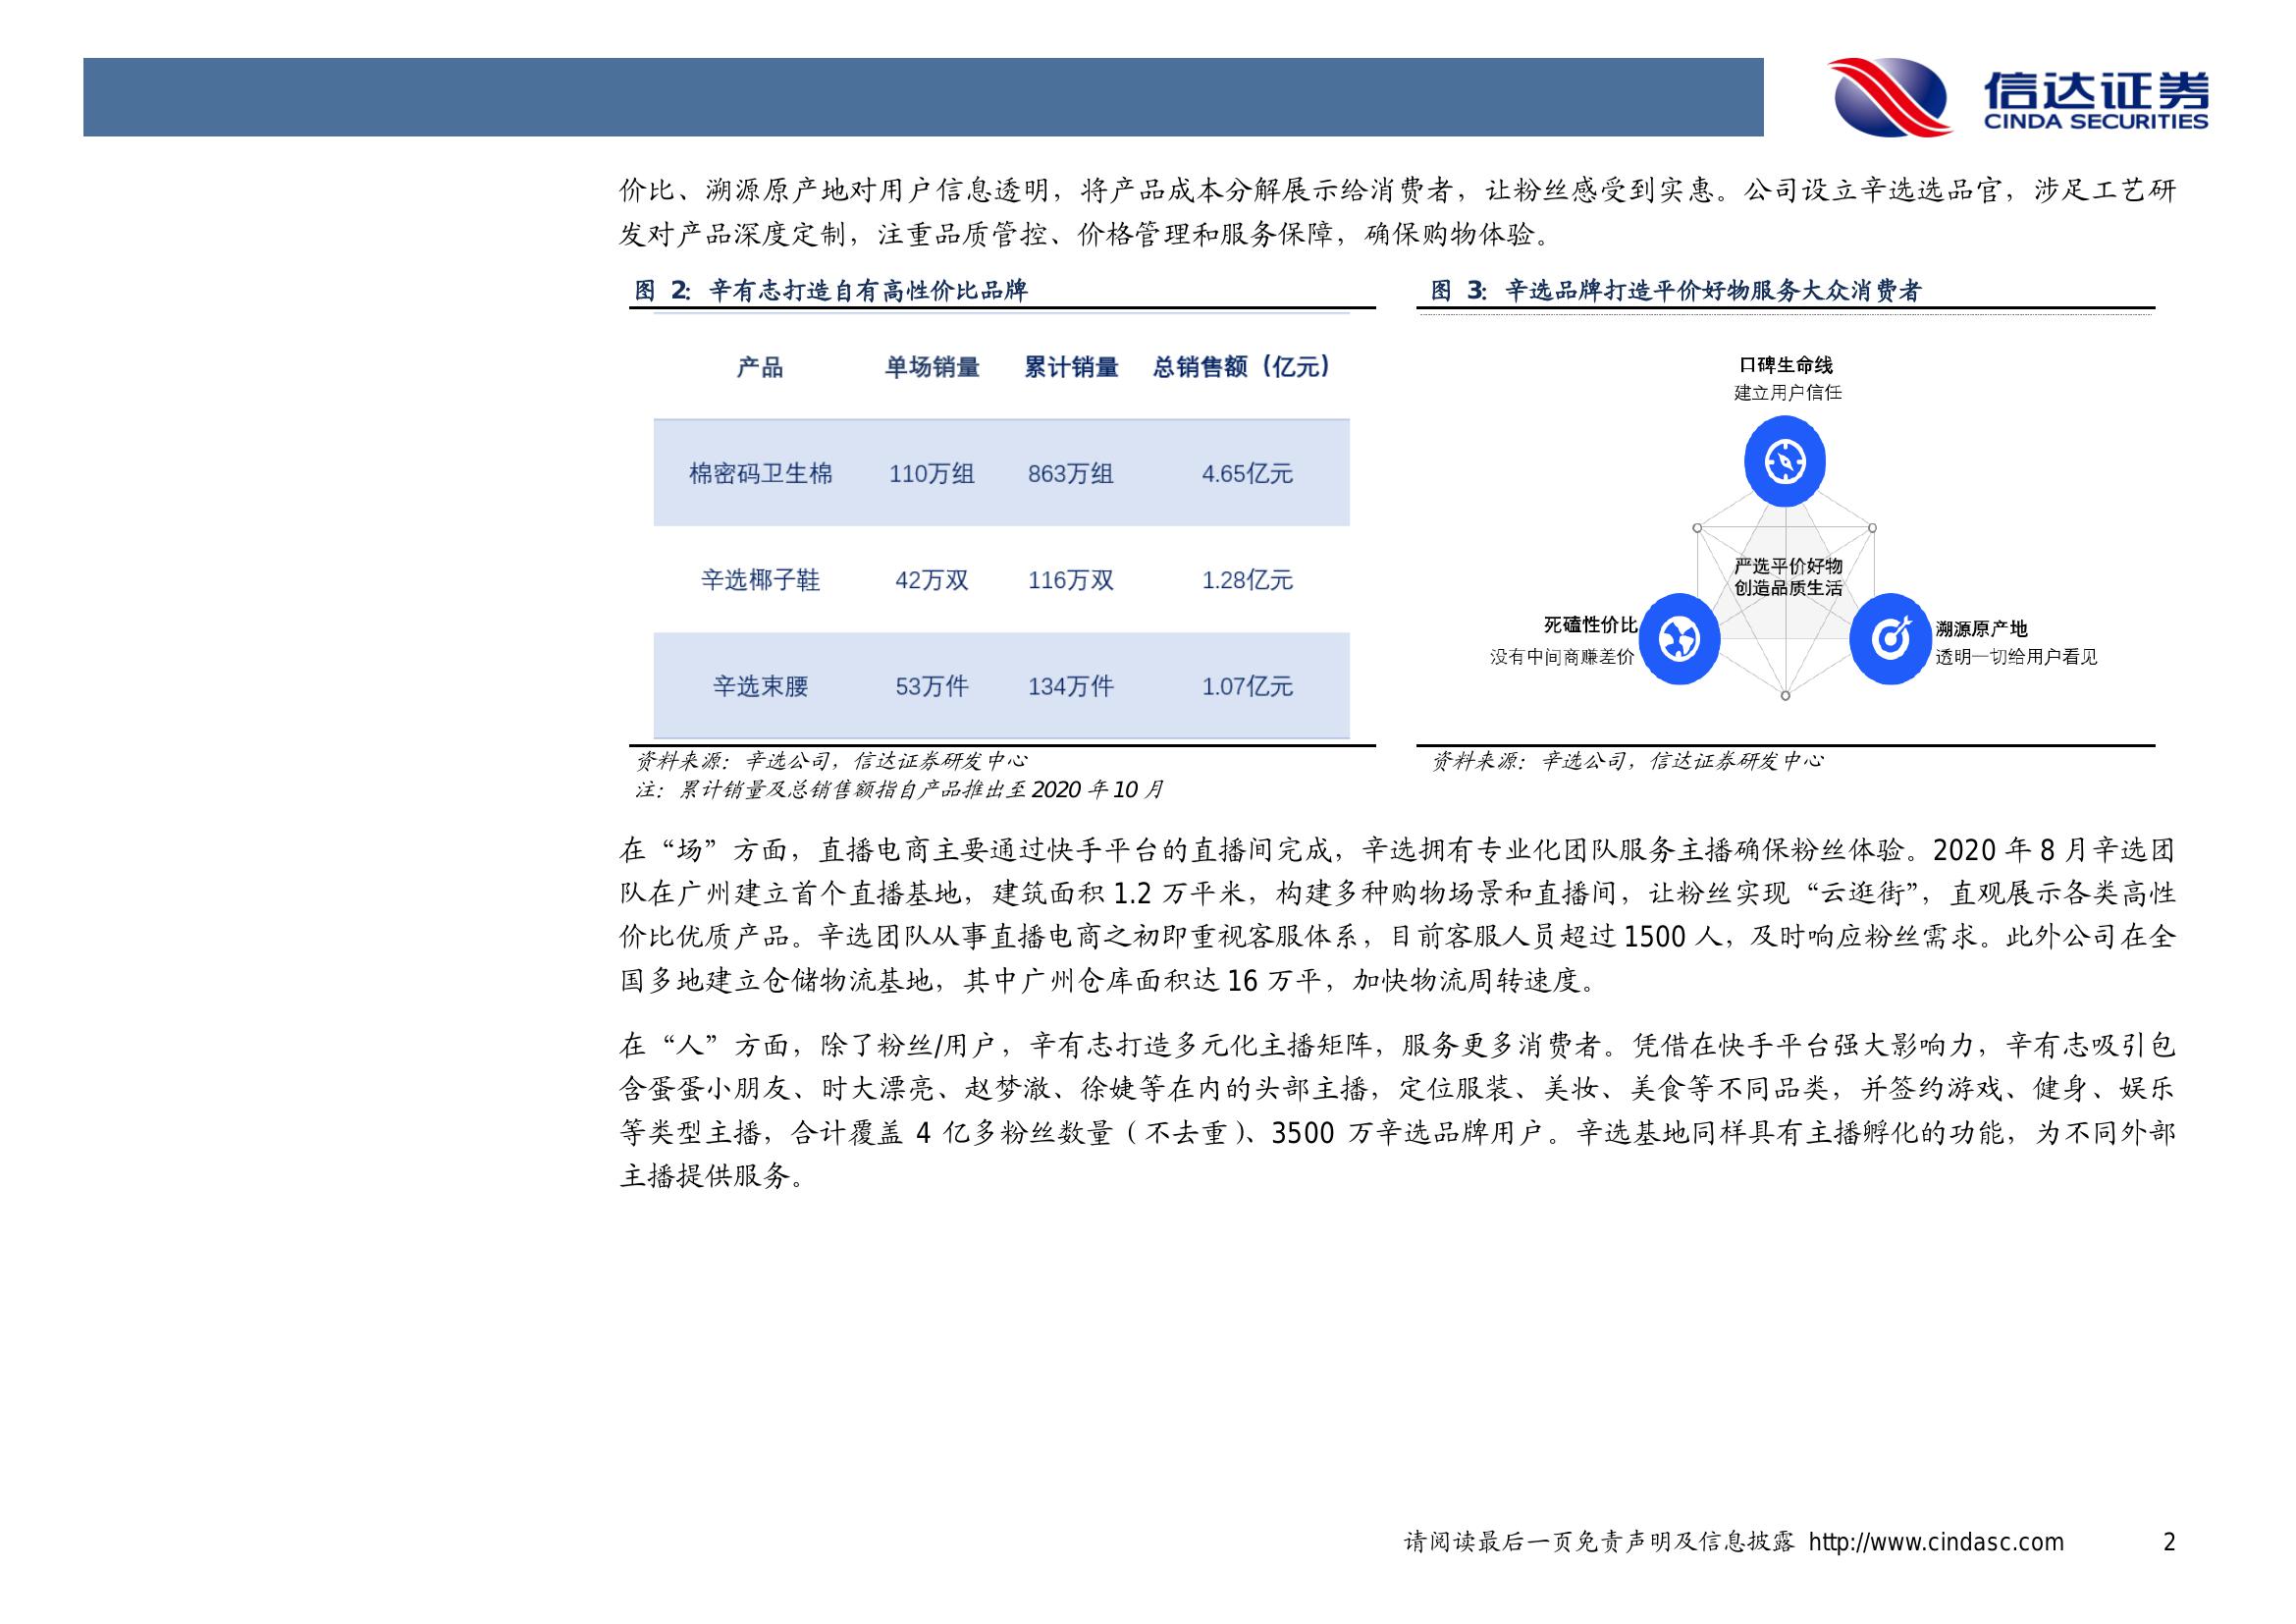 信达证券
CINDA SECURITIES
价比、溯源原产地对用户信息透明，将产品成本分解展示给消费者，让粉丝感受到实惠。公司设立辛选选品官，涉足工艺研
发对产品深度定制，注重品质管控、价格管理和服务保障，确保购物体验。
图 2：辛有志打造自有高性价比品牌
产品 单场销量 累计销量 总销售额（亿元）
棉密码卫生棉 110万组 863万组 4.65亿元
辛选椰子鞋 42万双 116万双 1.28亿元
辛选束腰 53万件 134万件 1.07亿元
资料来源：辛选公司，信达证券研发中心
注：累计销量及总销售额指自产品推出至 2020 年 10 月
图 3：辛选品牌打造平价好物服务大众消费者
口碑生命线
建立用户信任
严选平价好物
创造品质生活
死磕性价比
没有中间商赚差价
溯源原产地
透明一切给用户看见
资料来源：辛选公司，信达证券研发中心
在“场”方面，直播电商主要通过快手平台的直播间完成，辛选拥有专业化团队服务主播确保粉丝体验。2020 年 8 月辛选团
队在广州建立首个直播基地，建筑面积 1.2 万平米，构建多种购物场景和直播间，让粉丝实现“云逛街”，直观展示各类高性
价比优质产品。辛选团队从事直播电商之初即重视客服体系，目前客服人员超过 1500 人，及时响应粉丝需求。此外公司在全
国多地建立仓储物流基地，其中广州仓库面积达 16 万平，加快物流周转速度。
在“人”方面，除了粉丝/用户，辛有志打造多元化主播矩阵，服务更多消费者。凭借在快手平台强大影响力，辛有志吸引包
含蛋蛋小朋友、时大漂亮、赵梦澈、徐婕等在内的头部主播，定位服装、美妆、美食等不同品类，并签约游戏、健身、娱乐
等类型主播，合计覆盖 4 亿多粉丝数量（不去重）、3500 万辛选品牌用户。辛选基地同样具有主播孵化的功能，为不同外部
主播提供服务。
请阅读最后一页免责声明及信息披露 http://www.cindasc.com 2